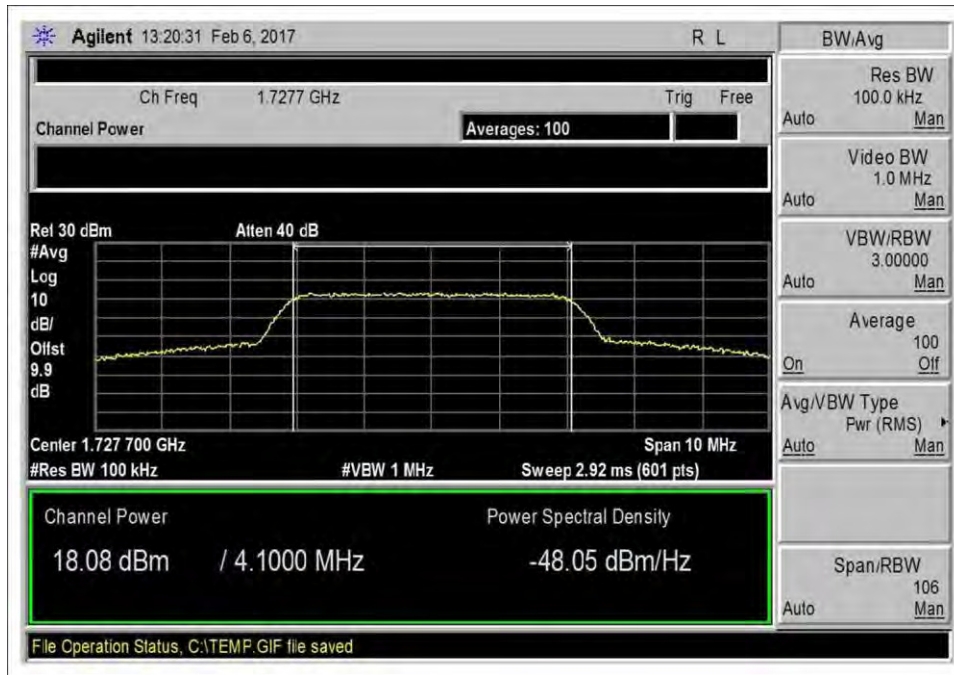 Agilent 13:20:31 Feb 6, 2017 R L
BW/Avg
Ch Freq 1.7277 GHz Trig Free
Channel Power Averages: 100
Ref 30 dBm Atten 40 dB
#Avg
Log
10
dB/
Offst
9.9
dB
Center 1.727 700 GHz Span 10 MHz
#Res BW 100 kHz #VBW 1 MHz Sweep 2.92 ms (601 pts)
Channel Power Power Spectral Density
18.08 dBm / 4.1000 MHz -48.05 dBm/Hz
File Operation Status, C:\TEMP.GIF file saved
Res BW
100.0 kHz
Auto Man
Video BW
1.0 MHz
Auto Man
VBW/RBW
3.00000
Auto Man
Average
100
On Off
Avg/VBW Type
Pwr (RMS)
Auto Man
Span/RBW
106
Auto Man